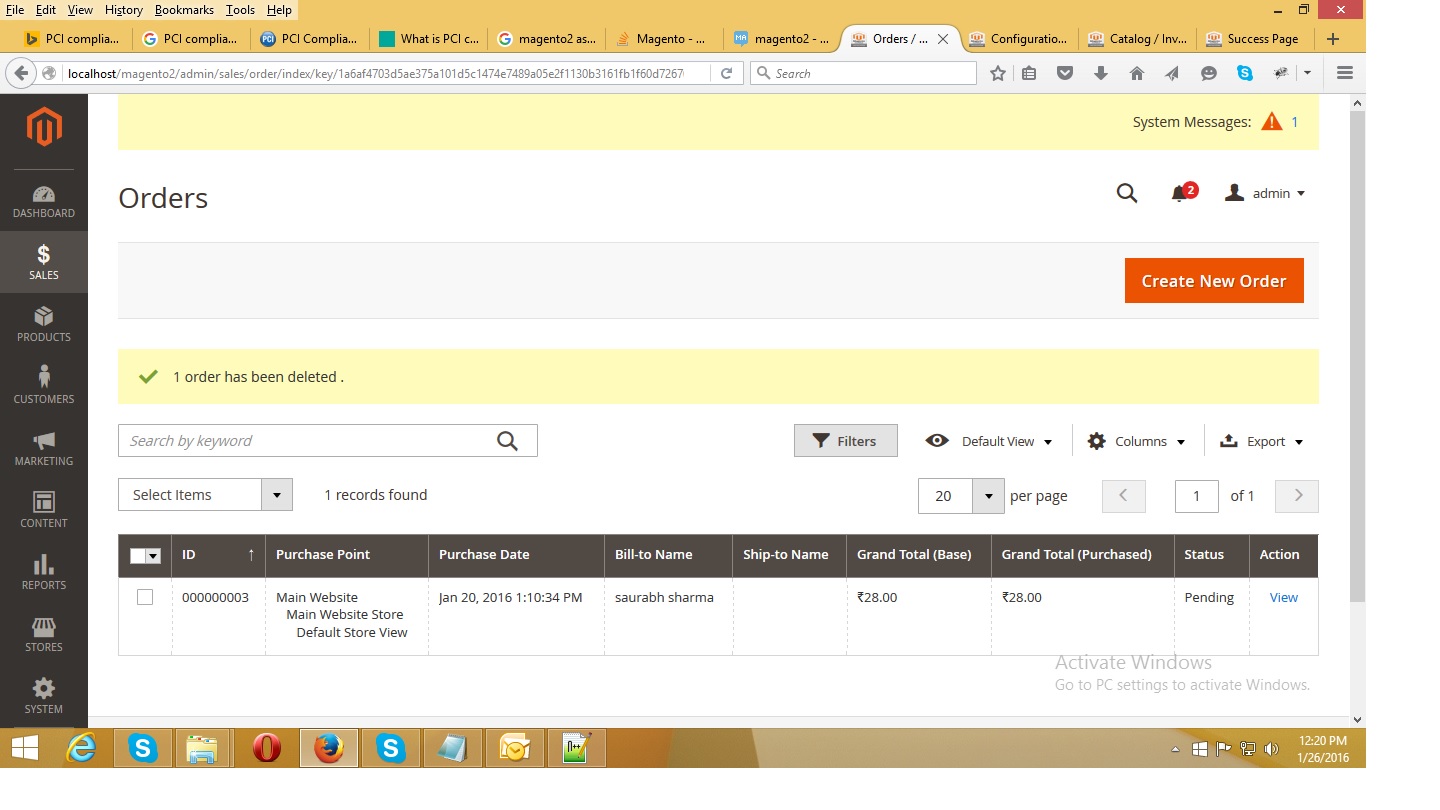 File Edit View History Bookmarks Tools Help
PCI complia... PCI complia... PCI Complia... What is PCI c... magento2 as... Magento - ... magento2 - ... Orders / ... Configuratio... Catalog / Inv... Success Page
localhost/magento2/admin/sales/order/index/key/1a6af4703d5ae375a101d5c1474e7489a05e2f1130b3161fb1f60d7267 Search
System Messages: 1
Orders
2
admin
DASHBOARD
$
SALES
Create New Order
PRODUCTS
1 order has been deleted .
CUSTOMERS
Search by keyword
Filters Default View Columns Export
MARKETING
Select Items 1 records found 20 per page 1 of 1
CONTENT
ID Purchase Point Purchase Date Bill-to Name Ship-to Name Grand Total (Base) Grand Total (Purchased) Status Action
REPORTS
000000003 Main Website Jan 20, 2016 1:10:34 PM saurabh sharma ₹28.00 ₹28.00 Pending View
Main Website Store
Default Store View
STORES
Activate Windows
Go to PC settings to activate Windows.
SYSTEM
12:20 PM
1/26/2016